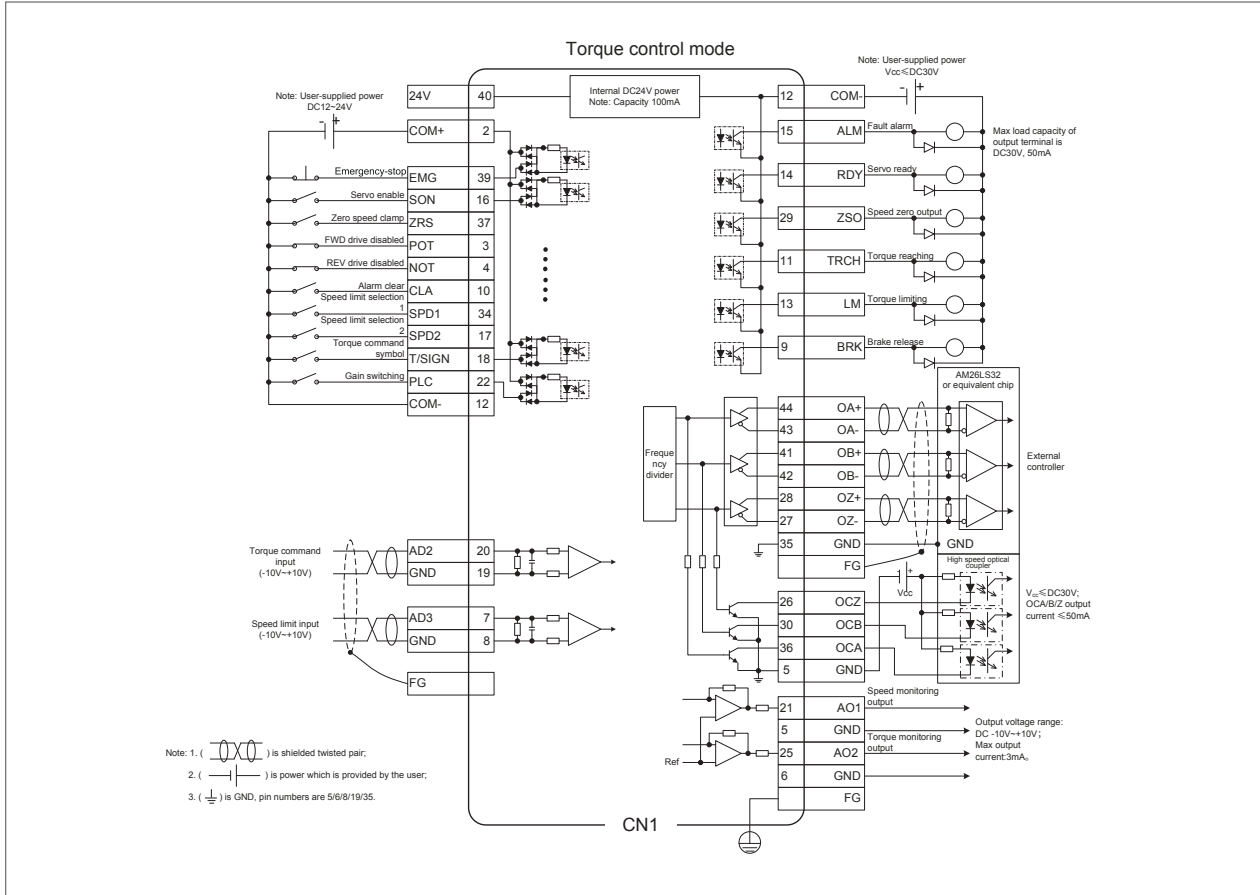 Torque control mode
Note: User-supplied power
DC12~24V
- +
24V 40
Internal DC24V power
Note: Capacity 100mA
COM+ 2
Emergency-stop EMG 39
Servo enable SON 16
Zero speed clamp ZRS 37
FWD drive disabled POT 3
REV drive disabled NOT 4
Alarm clear CLA 10
Speed limit selection
1 SPD1 34
Speed limit selection
2 SPD2 17
Torque command
symbol T/SIGN 18
Gain switching PLC 22
COM- 12
Torque command
input
(-10V~+10V)
AD2 20
GND 19
Speed limit input
(-10V~+10V)
AD3 7
GND 8
FG
Note: User-supplied power
Vcc≤DC30V
- +
12 COM-
15 ALM Fault alarm
14 RDY Servo ready
29 ZSO Speed zero output
11 TRCH Torque reaching
13 LM Torque limiting
9 BRK Brake release
Max load capacity of
output terminal is
DC30V, 50mA
AM26LS32
or equivalent chip
Freque
ncy
divider
44 OA+
43 OA-
41 OB+
42 OB-
28 OZ+
27 OZ-
35 GND
GND
FG
External
controller
High speed optical
coupler
- +
Vcc
26 OCZ
30 OCB
36 OCA
5 GND
Vcc≤DC30V;
OCA/B/Z output
current ≤50mA
Speed monitoring
output
21 AO1
5 GND
Torque monitoring
output
25 AO2
6 GND
FG
Ref
Output voltage range:
DC -10V~+10V；
Max output
current:3mA。
Note: 1. ( ) is shielded twisted pair;
2. ( ) is power which is provided by the user;
3. ( ) is GND, pin numbers are 5/6/8/19/35.
CN1